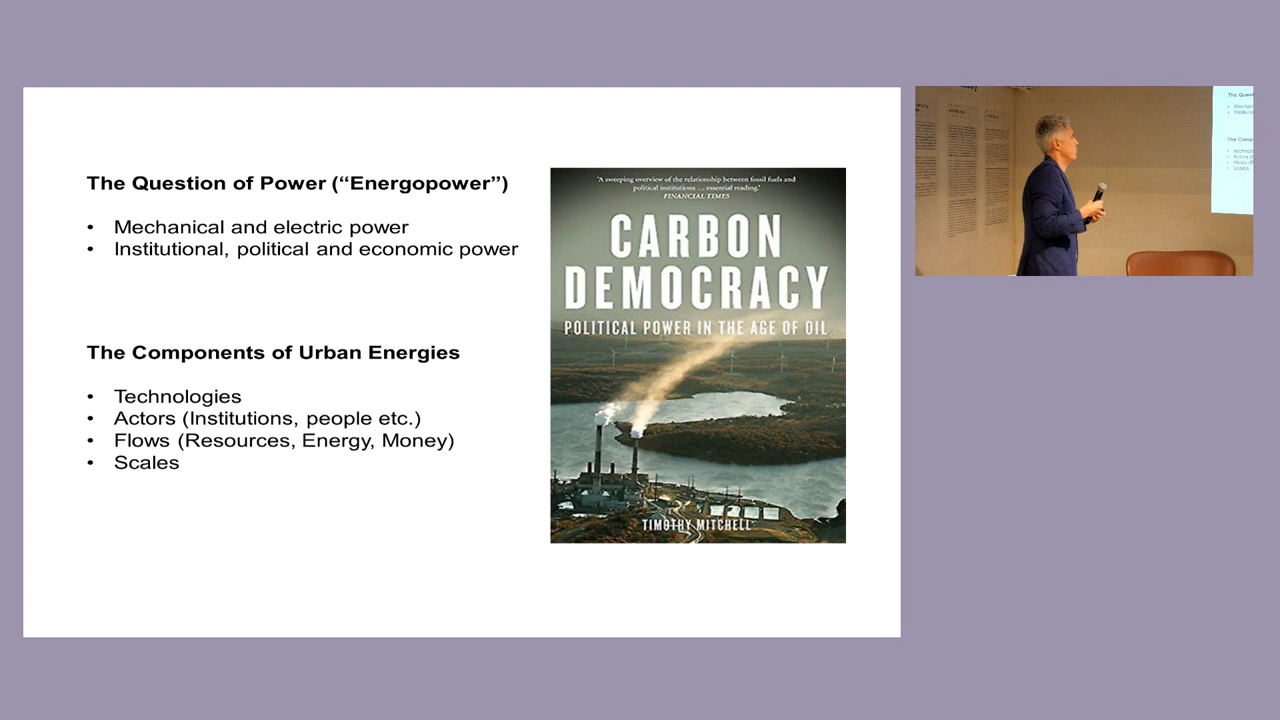 The Question of Power (“Energopower”)
• Mechanical and electric power
• Institutional, political and economic power
The Components of Urban Energies
• Technologies
• Actors (Institutions, people etc.)
• Flows (Resources, Energy, Money)
• Scales
'A sweeping overview of the relationship between fossil fuels and
political institutions ... essential reading.'
FINANCIAL TIMES
CARBON
DEMOCRACY
POLITICAL POWER IN THE AGE OF OIL
TIMOTHY MITCHELL